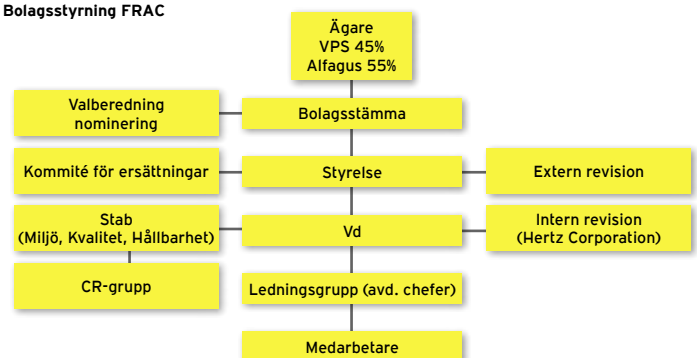 Bolagsstyrning FRAC
Ägare
VPS 45%
Alfagus 55%
Valberedning
nominering
Bolagsstämma
Kommité för ersättningar
Styrelse
Extern revision
Stab
(Miljö, Kvalitet, Hållbarhet)
Vd
Intern revision
(Hertz Corporation)
CR-grupp
Ledningsgrupp (avd. chefer)
Medarbetare